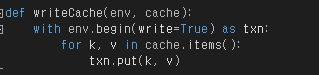 def writeCache(env, cache):
    with env.begin(write=True) as txn:
        for k, v in cache.items():
            txn.put(k, v)